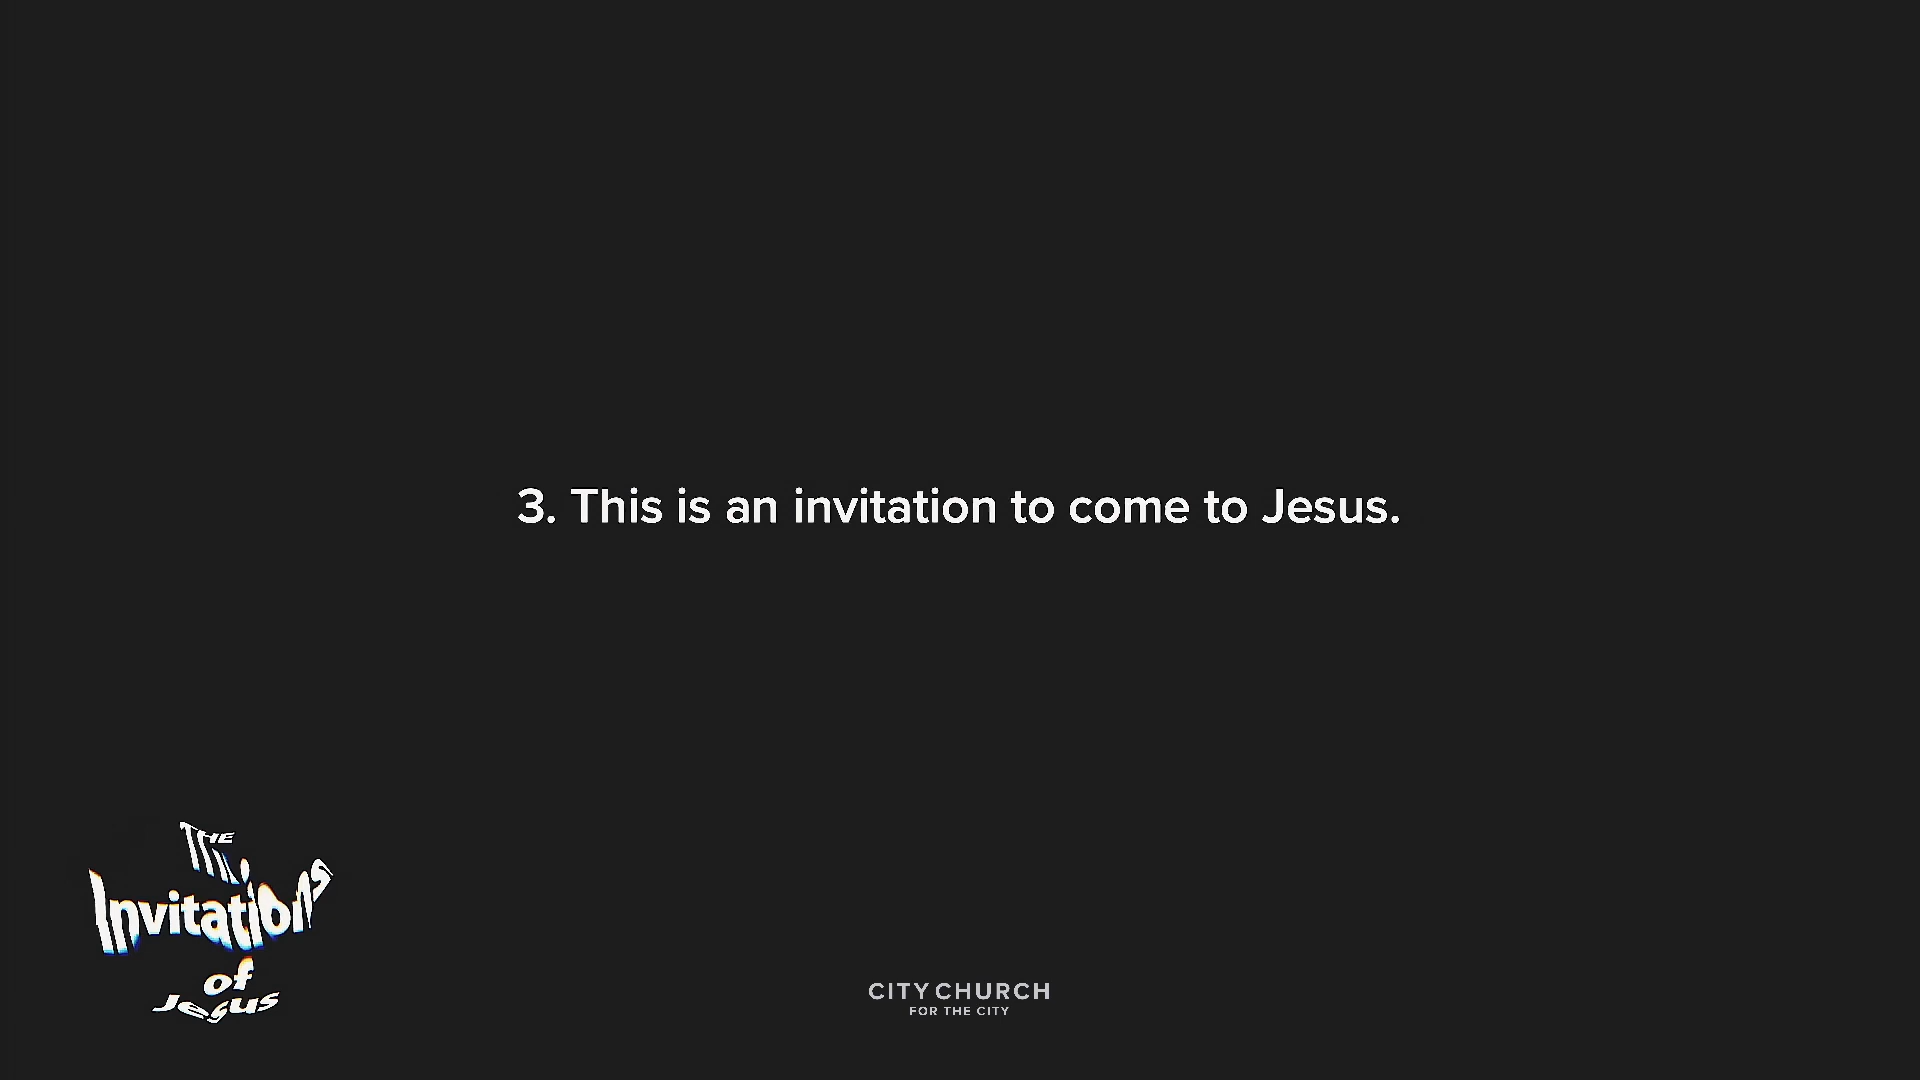 3. This is an invitation to come to Jesus.
THE
Invitations
of
Jesus
CITY CHURCH
FOR THE CITY